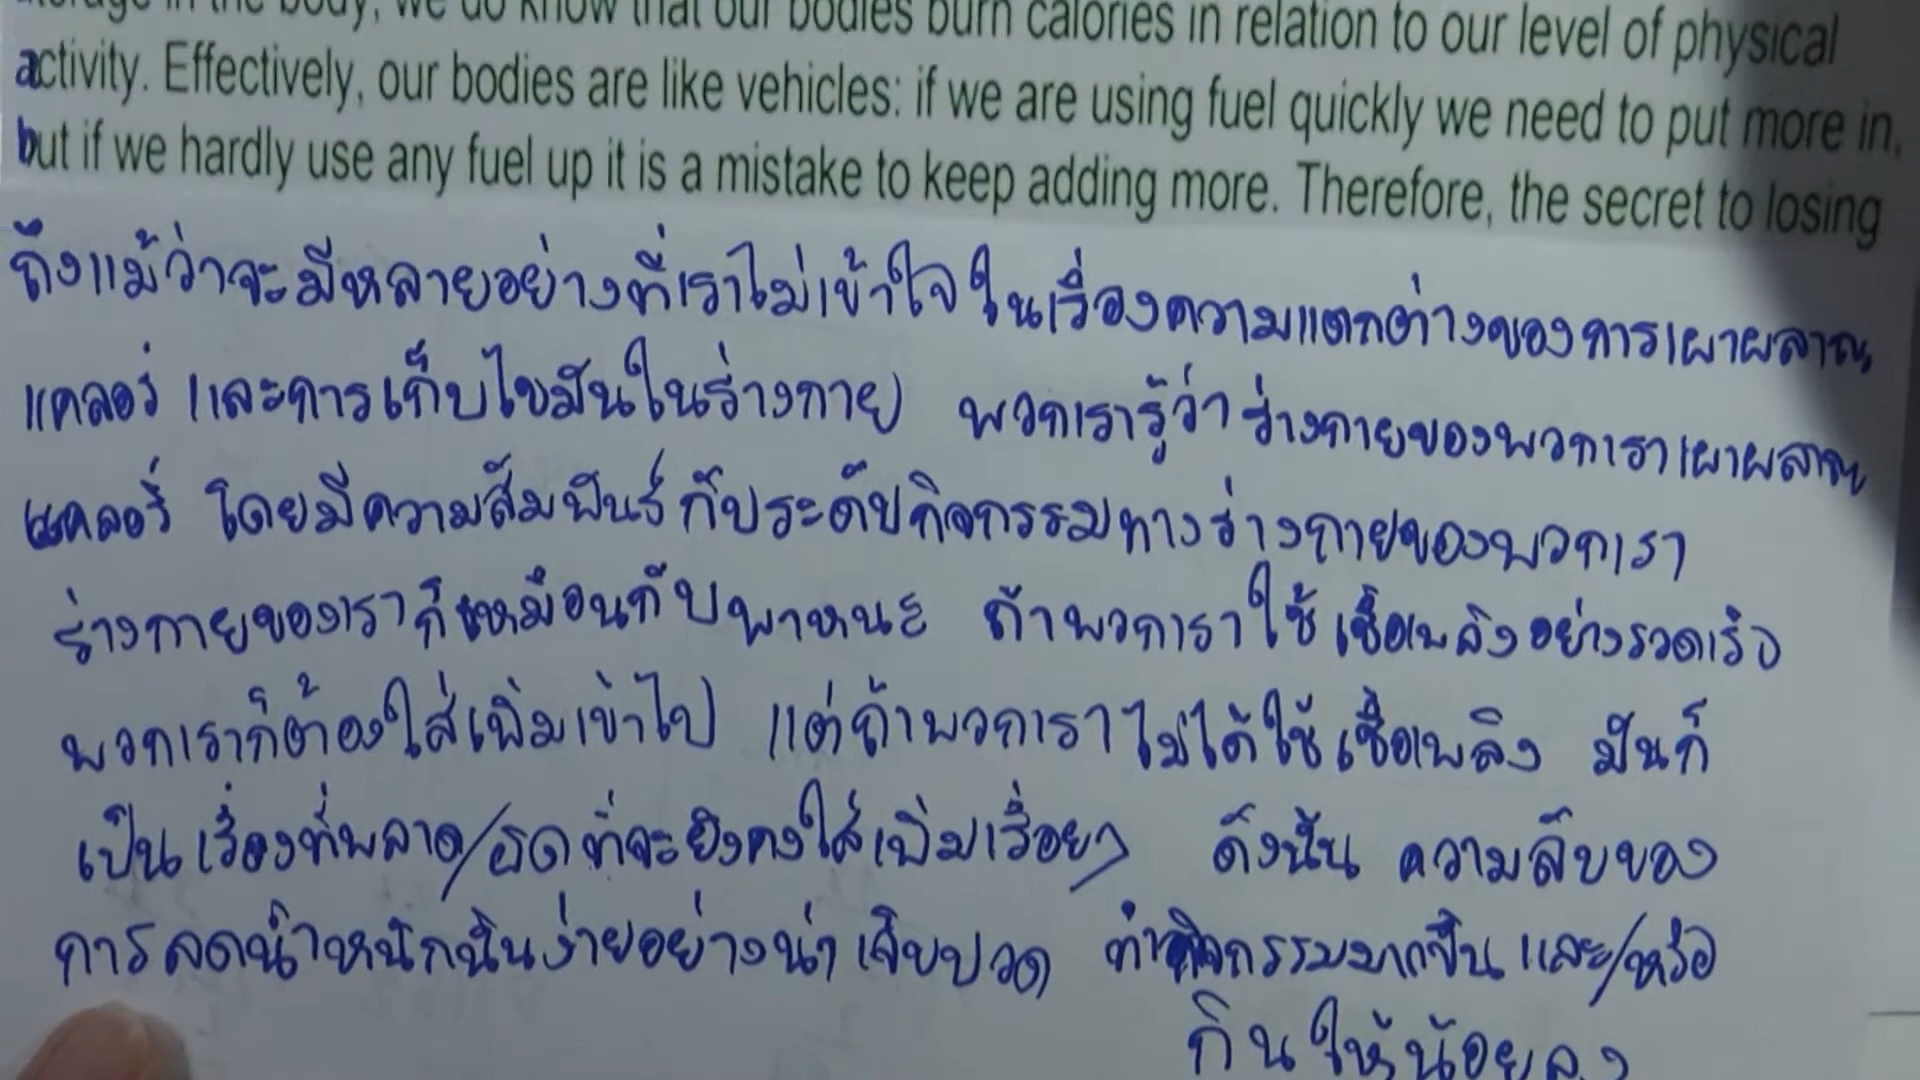 storage in the body, we do know that our bodies burn calories in relation to our level of physical
activity. Effectively, our bodies are like vehicles: if we are using fuel quickly we need to put more in,
but if we hardly use any fuel up it is a mistake to keep adding more. Therefore, the secret to losing
ถึงแม้ว่าจะมีหลายอย่างที่เราไม่เข้าใจในเรื่องความแตกต่างของการเผาผลาญ
แคลอรี่ และการเก็บไขมันในร่างกาย พวกเรารู้ว่าร่างกายของพวกเราเผาผลาญ
แคลอรี่ โดยมีความสัมพันธ์กับระดับกิจกรรมทางร่างกายของพวกเรา
ร่างกายของเราก็เหมือนกับพาหนะ ถ้าพวกเราใช้เชื้อเพลิงอย่างรวดเร็ว
พวกเราก็ต้องใส่เพิ่มเข้าไป แต่ถ้าพวกเราไม่ได้ใช้เชื้อเพลิง มันก็
เป็นเรื่องที่พลาด/ผิดที่จะยังคงใส่เพิ่มเรื่อยๆ ดังนั้น ความลับของ
การลดน้ำหนักนั้นง่ายอย่างน่าเจ็บปวด ทำกิจกรรมมากขึ้น และ/หรือ
กินให้น้อยลง